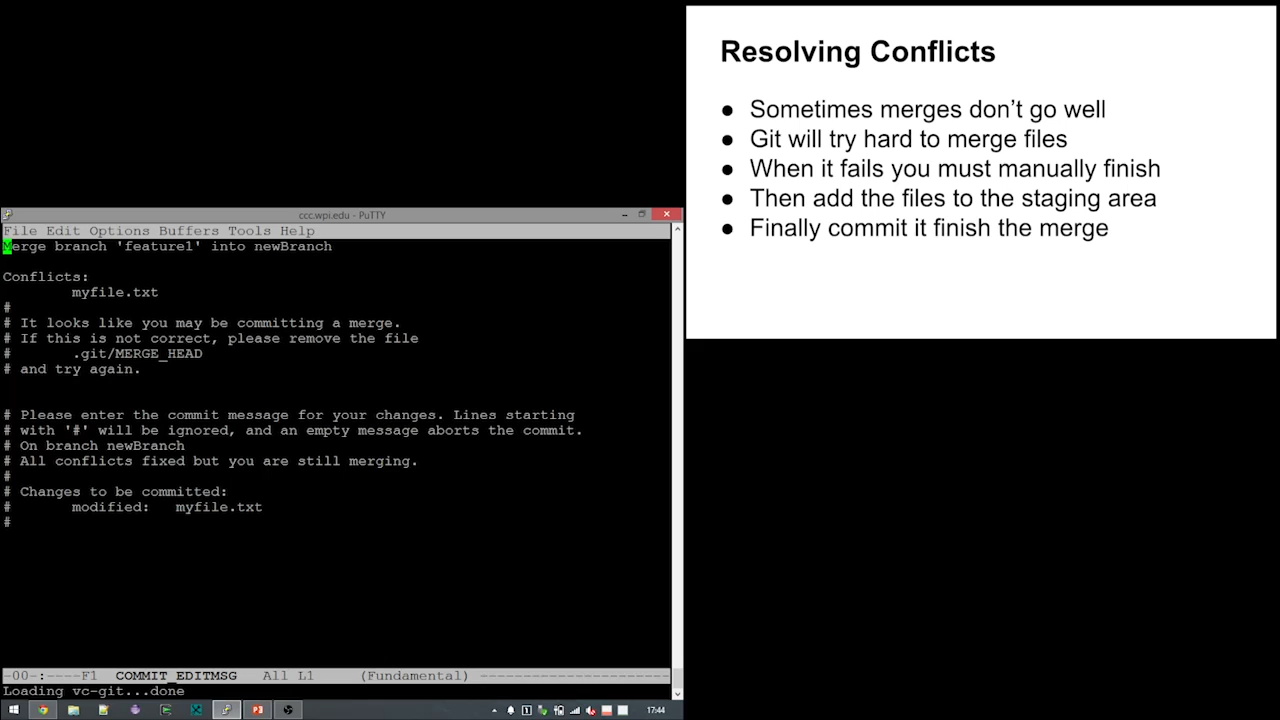 Resolving Conflicts
● Sometimes merges don't go well
● Git will try hard to merge files
● When it fails you must manually finish
● Then add the files to the staging area
● Finally commit it finish the merge
ccc.wpi.edu - PuTTY
File Edit Options Buffers Tools Help
Merge branch 'feature1' into newBranch
Conflicts:
myfile.txt
#
# It looks like you may be committing a merge.
# If this is not correct, please remove the file
# .git/MERGE_HEAD
# and try again.
# Please enter the commit message for your changes. Lines starting
# with '#' will be ignored, and an empty message aborts the commit.
# On branch newBranch
# All conflicts fixed but you are still merging.
#
# Changes to be committed:
# modified: myfile.txt
#
-00-:----F1 COMMIT_EDITMSG All L1 (Fundamental) ----------------------
Loading vc-git...done
17:44